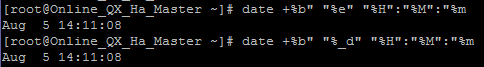 [root@Online_QX_Ha_Master ~]# date +%b" "%e" "%H":"%M":"%m
Aug  5 14:11:08
[root@Online_QX_Ha_Master ~]# date +%b" "%_d" "%H":"%M":"%m
Aug  5 14:11:08